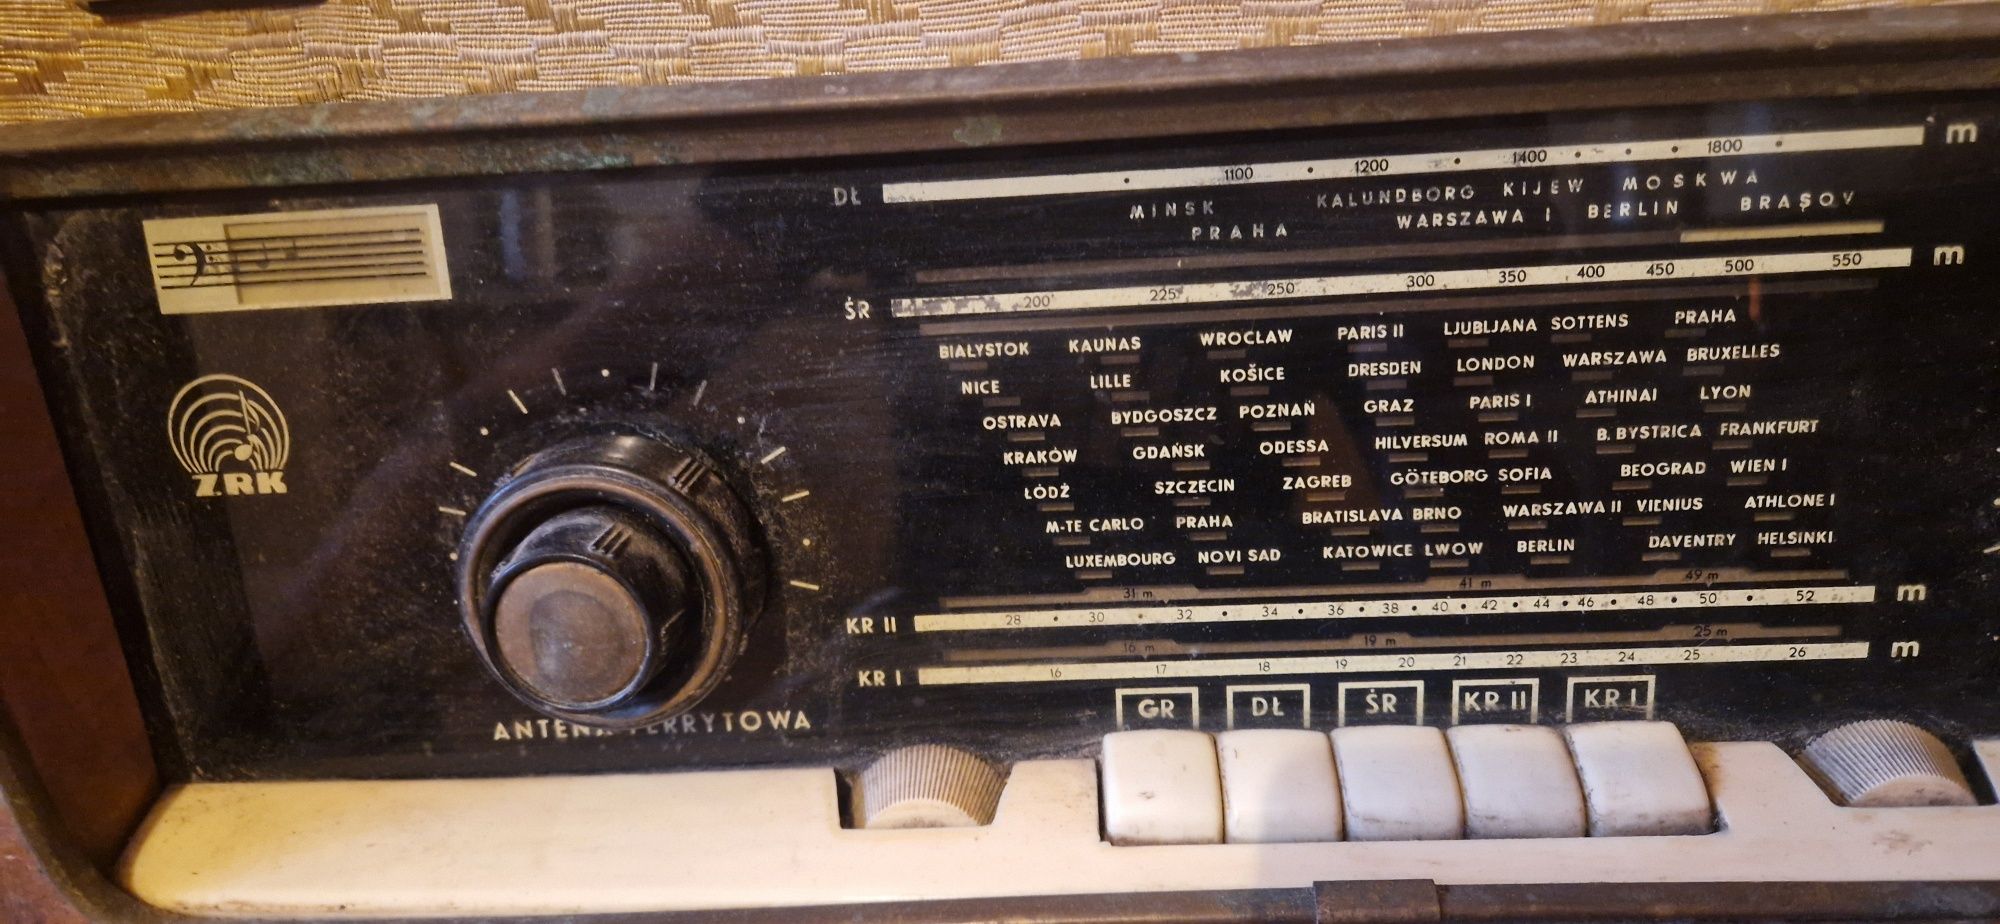 DŁ 1100 1200 1400 1800 m
MINSK KALUNDBORG KIJEW MOSKWA
PRAHA WARSZAWA I BERLIN BRAȘOV
ŚR 200 225 250 300 350 400 450 500 550 m
BIAŁYSTOK KAUNAS WROCŁAW PARIS II LJUBLJANA SOTTENS PRAHA
NICE LILLE KOŠICE DRESDEN LONDON WARSZAWA BRUXELLES
OSTRAVA BYDGOSZCZ POZNAŃ GRAZ PARIS I ATHINAI LYON
KRAKÓW GDAŃSK ODESSA HILVERSUM ROMA II B. BYSTRICA FRANKFURT
ŁÓDŹ SZCZECIN ZAGREB GÖTEBORG SOFIA BEOGRAD WIEN I
M-TE CARLO PRAHA BRATISLAVA BRNO WARSZAWA II VILNIUS ATHLONE I
LUXEMBOURG NOVI SAD KATOWICE LWOW BERLIN DAVENTRY HELSINKI
31 m 41 m 49 m
KR II 28 30 32 34 36 38 40 42 44 46 48 50 52 m
16 m 19 m 25 m
KR I 16 17 18 19 20 21 22 23 24 25 26 m
GR DŁ ŚR KR II KR I
ZRK
ANTENA FERRYTOWA